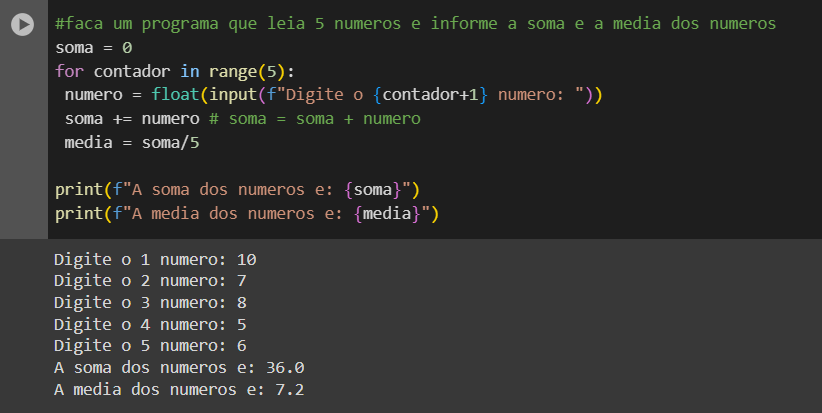 #faca um programa que leia 5 numeros e informe a soma e a media dos numeros
soma = 0
for contador in range(5):
 numero = float(input(f"Digite o {contador+1} numero: "))
 soma += numero # soma = soma + numero
 media = soma/5

print(f"A soma dos numeros e: {soma}")
print(f"A media dos numeros e: {media}")
Digite o 1 numero: 10
Digite o 2 numero: 7
Digite o 3 numero: 8
Digite o 4 numero: 5
Digite o 5 numero: 6
A soma dos numeros e: 36.0
A media dos numeros e: 7.2